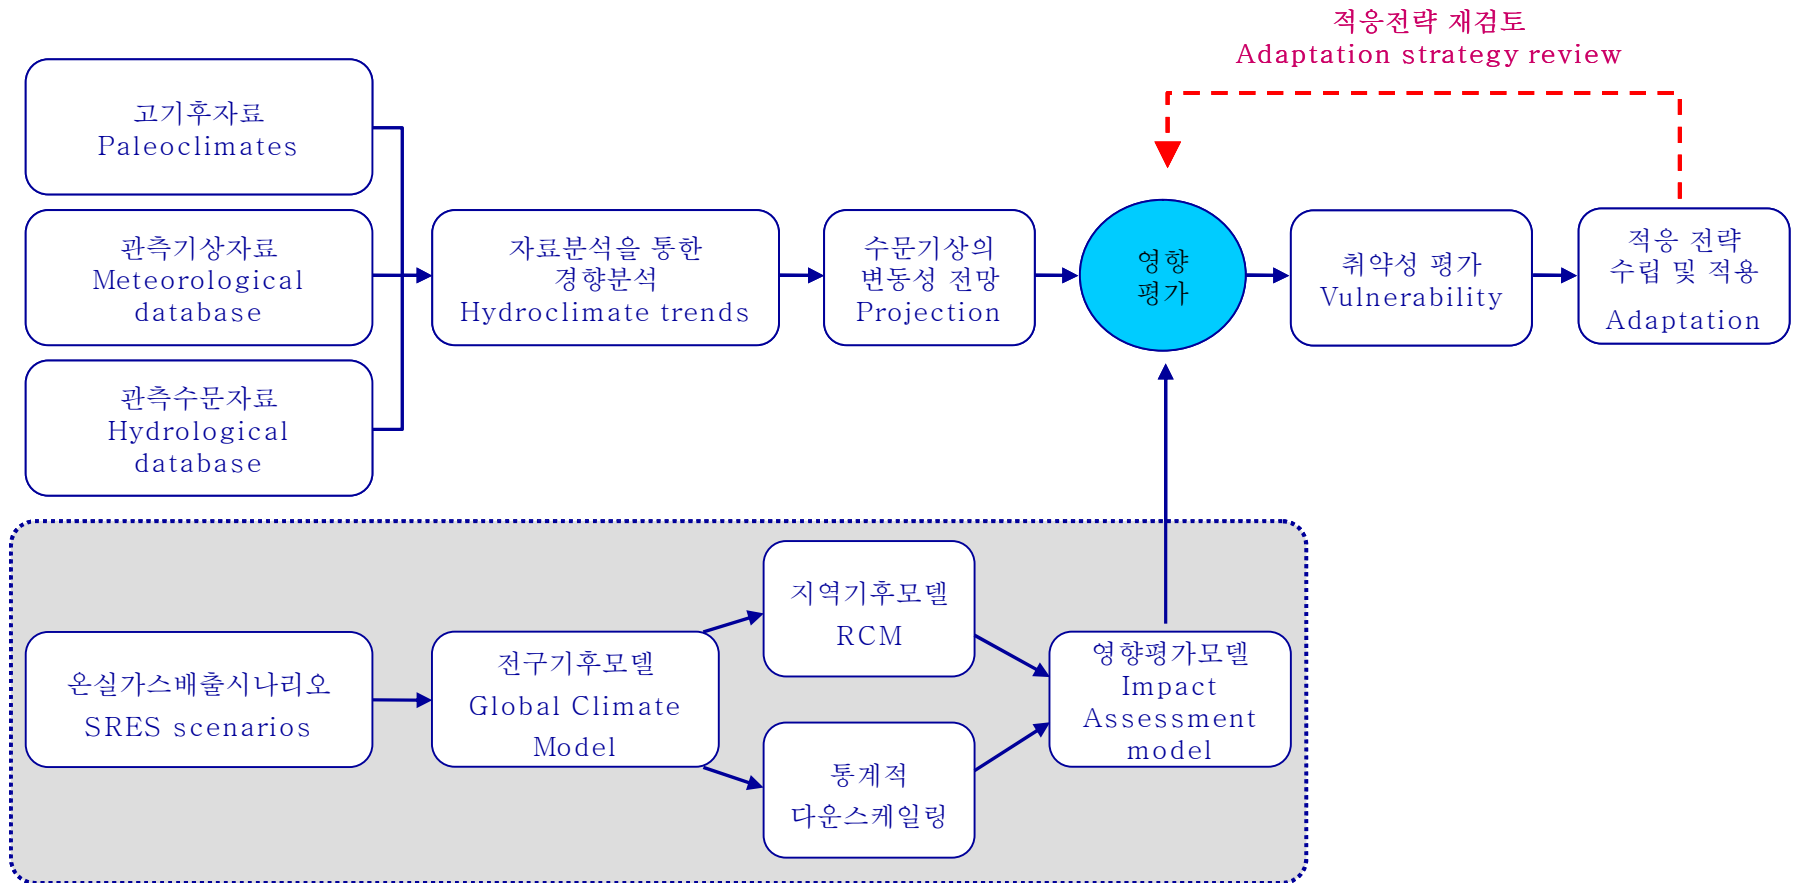 적응전략 재검토
Adaptation strategy review
고기후자료
Paleoclimates
관측기상자료
Meteorological
database
관측수문자료
Hydrological
database
자료분석을 통한
경향분석
Hydroclimate trends
수문기상의
변동성 전망
Projection
영향
평가
취약성 평가
Vulnerability
적응 전략
수립 및 적용
Adaptation
온실가스배출시나리오
SRES scenarios
전구기후모델
Global Climate
Model
지역기후모델
RCM
통계적
다운스케일링
영향평가모델
Impact
Assessment
model